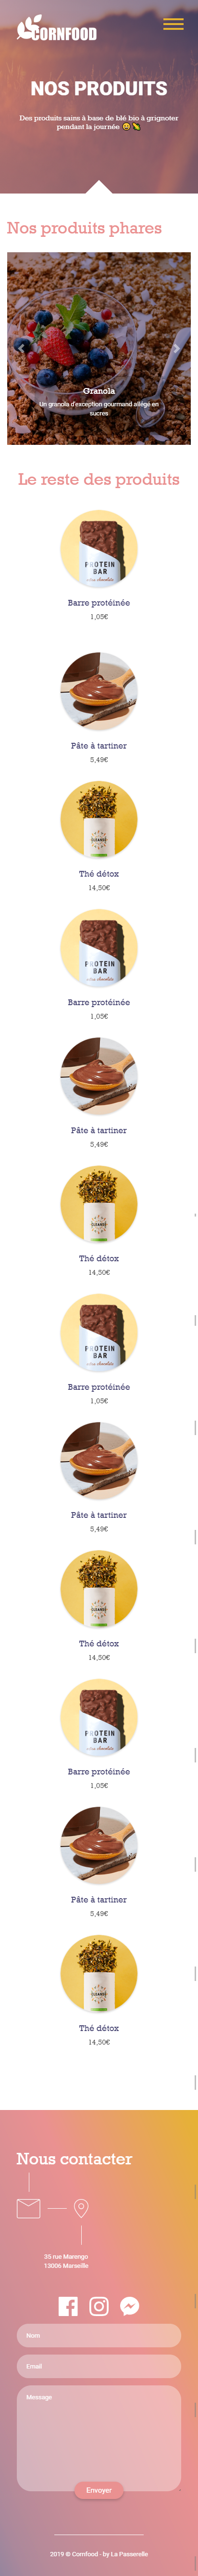 CORNFOOD
NOS PRODUITS
Des produits sains à base de blé bio à grignoter
pendant la journée 😋🌽
Nos produits phares
Granola
Un granola d'exception gourmand allégé en
sucres
Le reste des produits
PROTEIN
BAR
Barre protéinée
1,05€
Pâte à tartiner
5,49€
CLEANSE
Thé détox
14,50€
PROTEIN
BAR
Barre protéinée
1,05€
Pâte à tartiner
5,49€
CLEANSE
Thé détox
14,50€
PROTEIN
BAR
Barre protéinée
1,05€
Pâte à tartiner
5,49€
CLEANSE
Thé détox
14,50€
PROTEIN
BAR
Barre protéinée
1,05€
Pâte à tartiner
5,49€
CLEANSE
Thé détox
14,50€
Nous contacter
35 rue Marengo
13006 Marseille
Nom
Email
Message
Envoyer
2019 © Cornfood - by La Passerelle